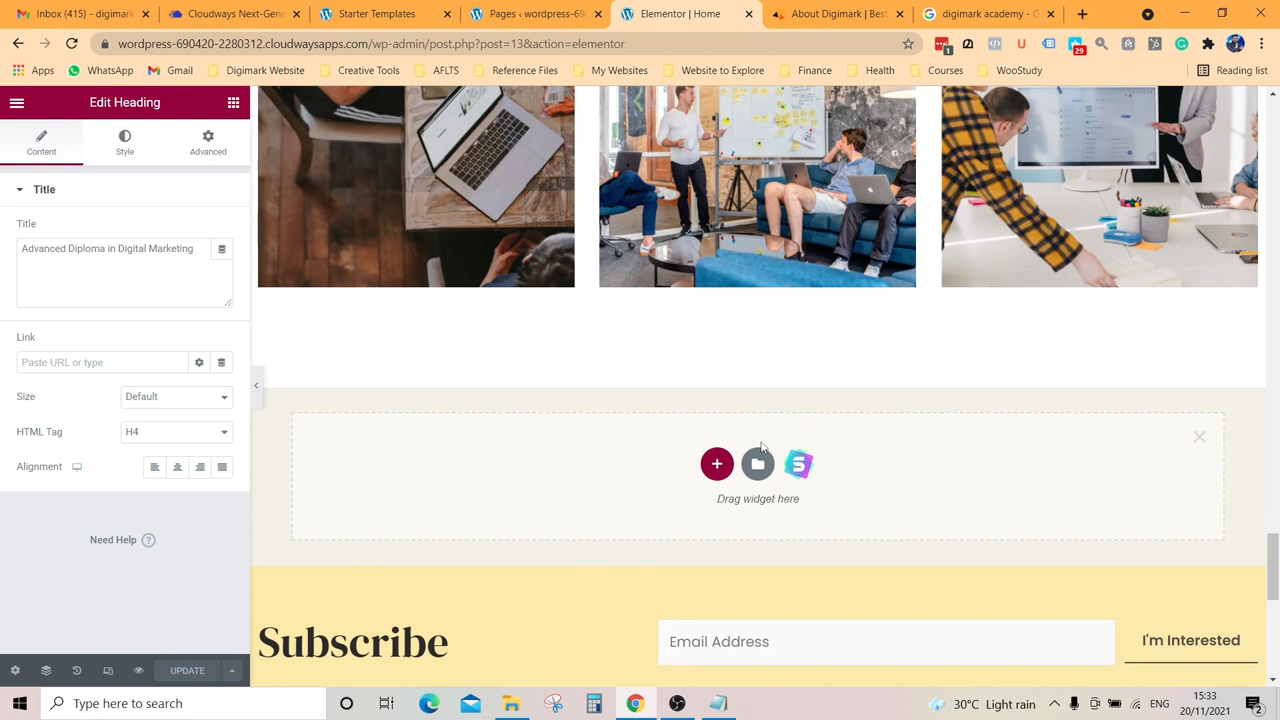 Inbox (415) - digimark
Cloudways Next-Gene
Starter Templates
Pages ‹ wordpress-69
Elementor | Home
About Digimark | Best
digimark academy - G
wordpress-690420-2280112.cloudwaysapps.com/wp-admin/post.php?post=13&action=elementor
1
29
Apps
WhatsApp
Gmail
Digimark Website
Creative Tools
AFLTS
Reference Files
My Websites
Website to Explore
Finance
Health
Courses
WooStudy
Reading list
Edit Heading
Content
Style
Advanced
Title
Title
Advanced Diploma in Digital Marketing
Link
Paste URL or type
Size
Default
HTML Tag
H4
Alignment
Need Help ?
UPDATE
Drag widget here
Subscribe
Email Address
I'm Interested
Type here to search
30°C Light rain
ENG
15:33
20/11/2021
2